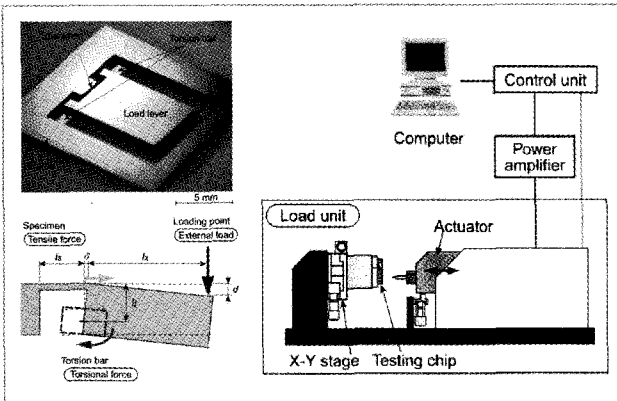 Specimen
Torsion bar
Load lever
5 mm
Specimen
Tensile force
Loading point
External load
d
Torsion bar
Torsional force
Computer
Control unit
Power
amplifier
Load unit
Actuator
X-Y stage
Testing chip